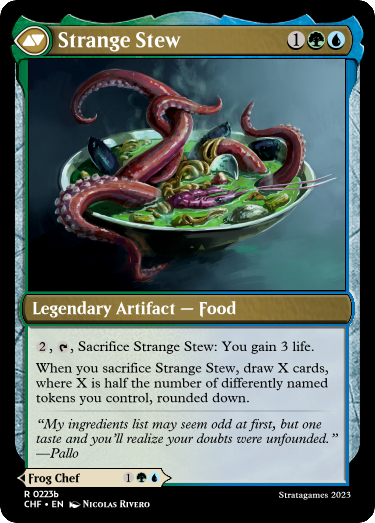 Strange Stew 1
Legendary Artifact — Food
2, , Sacrifice Strange Stew: You gain 3 life.
When you sacrifice Strange Stew, draw X cards,
where X is half the number of differently named
tokens you control, rounded down.
“My ingredients list may seem odd at first, but one
taste and you’ll realize your doubts were unfounded.”
—Pallo
Frog Chef 1
R 0223b
CHF • EN Nicolas Rivero
Stratagames 2023